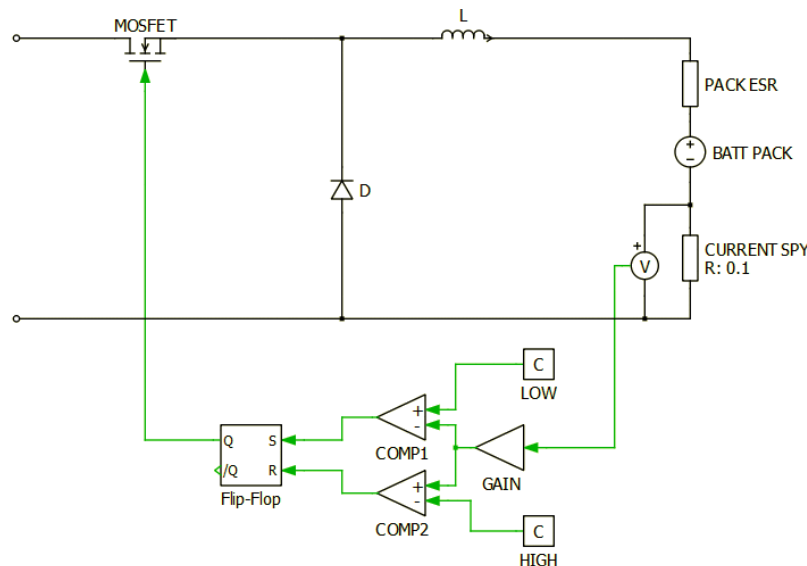 MOSFET
L
PACK ESR
+
-
BATT PACK
D
+
V
CURRENT SPY
R: 0.1
C
LOW
+
-
COMP1
Q
S
/Q
R
Flip-Flop
GAIN
+
-
COMP2
C
HIGH